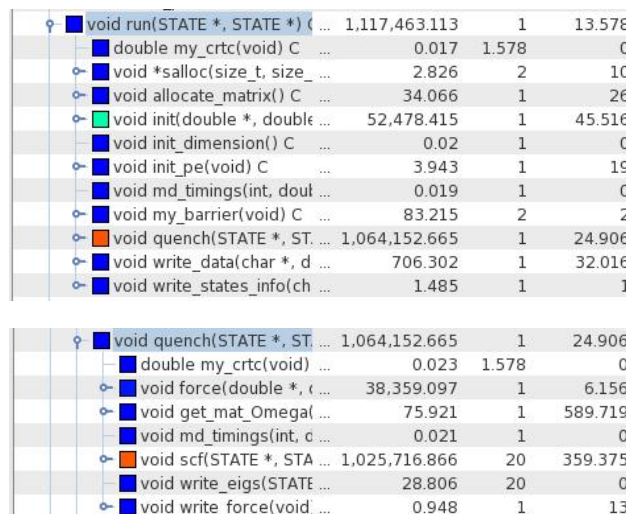 void run(STATE *, STATE *) ( ... 1,117,463.113 1 13.578
double my_crtc(void) C ... 0.017 1.578 0
void *salloc(size_t, size_ ... 2.826 2 10
void allocate_matrix() C ... 34.066 1 26
void init(double *, double ... 52,478.415 1 45.516
void init_dimension() C ... 0.02 1 0
void init_pe(void) C ... 3.943 1 19
void md_timings(int, doub ... 0.019 1 0
void my_barrier(void) C ... 83.215 2 2
void quench(STATE *, ST. ... 1,064,152.665 1 24.906
void write_data(char *, d ... 706.302 1 32.016
void write_states_info(ch ... 1.485 1 1
void quench(STATE *, ST. ... 1,064,152.665 1 24.906
double my_crtc(void) ... 0.023 1.578 0
void force(double *, ... 38,359.097 1 6.156
void get_mat_Omega( ... 75.921 1 589.719
void md_timings(int, d ... 0.021 1 0
void scf(STATE *, STA ... 1,025,716.866 20 359.375
void write_eigs(STATE ... 28.806 20 0
void write_force(void) ... 0.948 1 13